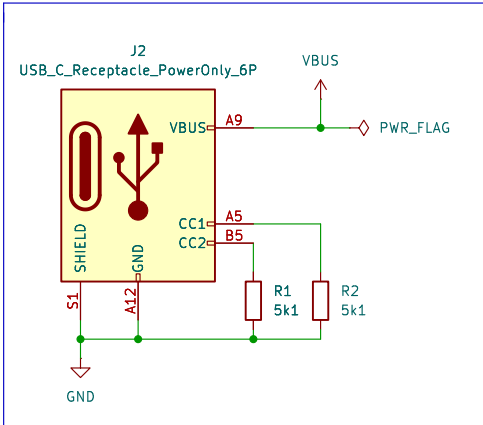 J2
USB_C_Receptacle_PowerOnly_6P
VBUS
VBUS
A9
PWR_FLAG
CC1
A5
CC2
B5
SHIELD
GND
S1
A12
R1
5k1
R2
5k1
GND